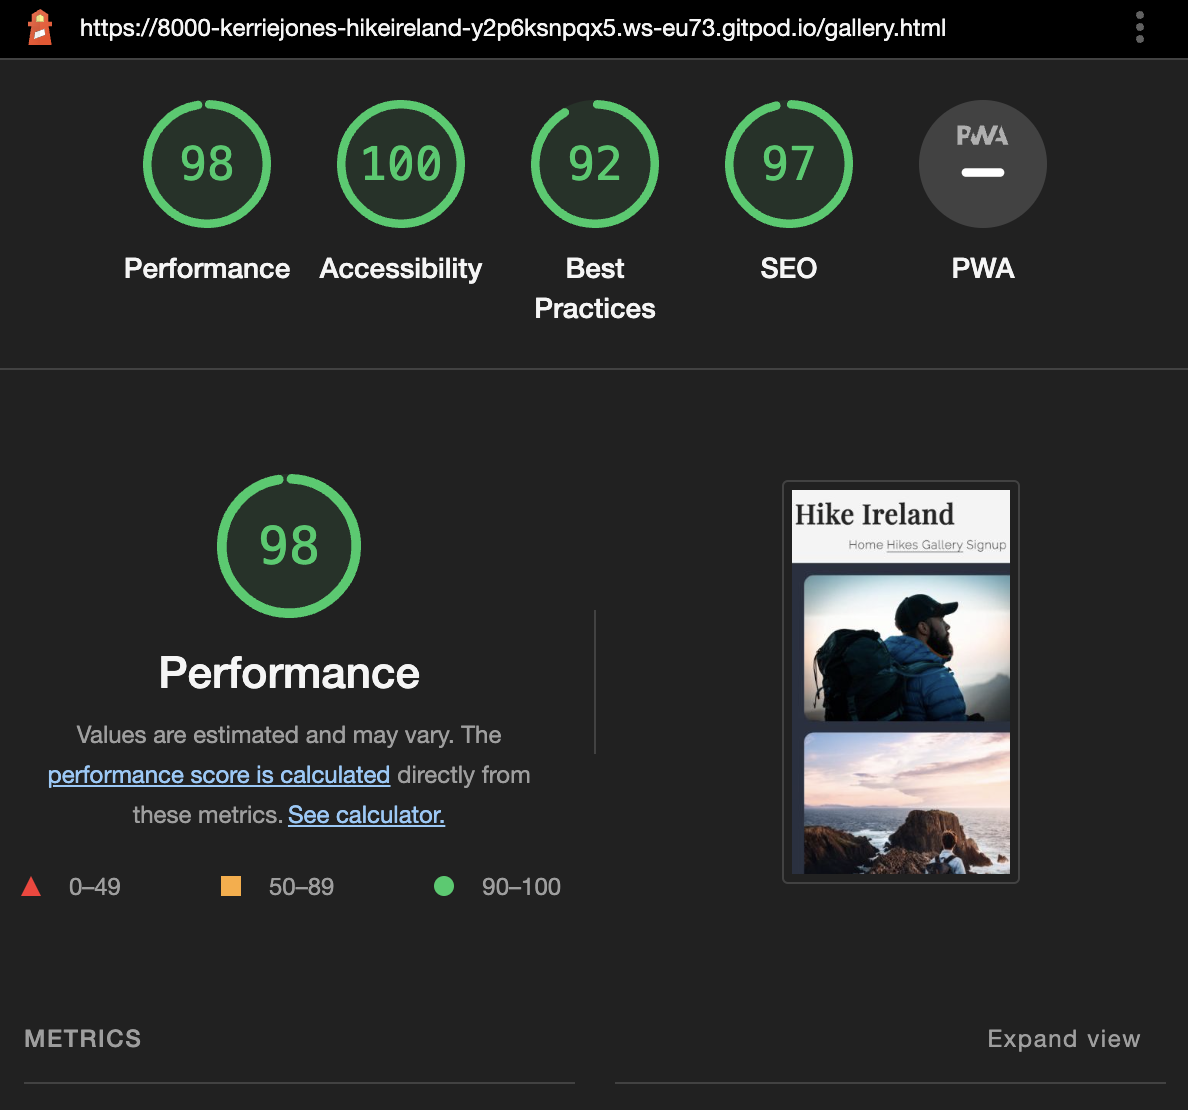 https://8000-kerriejones-hikeireland-y2p6ksnpqx5.ws-eu73.gitpod.io/gallery.html
98 100 92 97 PWA
Performance Accessibility Best Practices SEO PWA
98
Performance
Values are estimated and may vary. The
performance score is calculated directly from
these metrics. See calculator.
0–49 50–89 90–100
Hike Ireland
Home Hikes Gallery Signup
METRICS Expand view